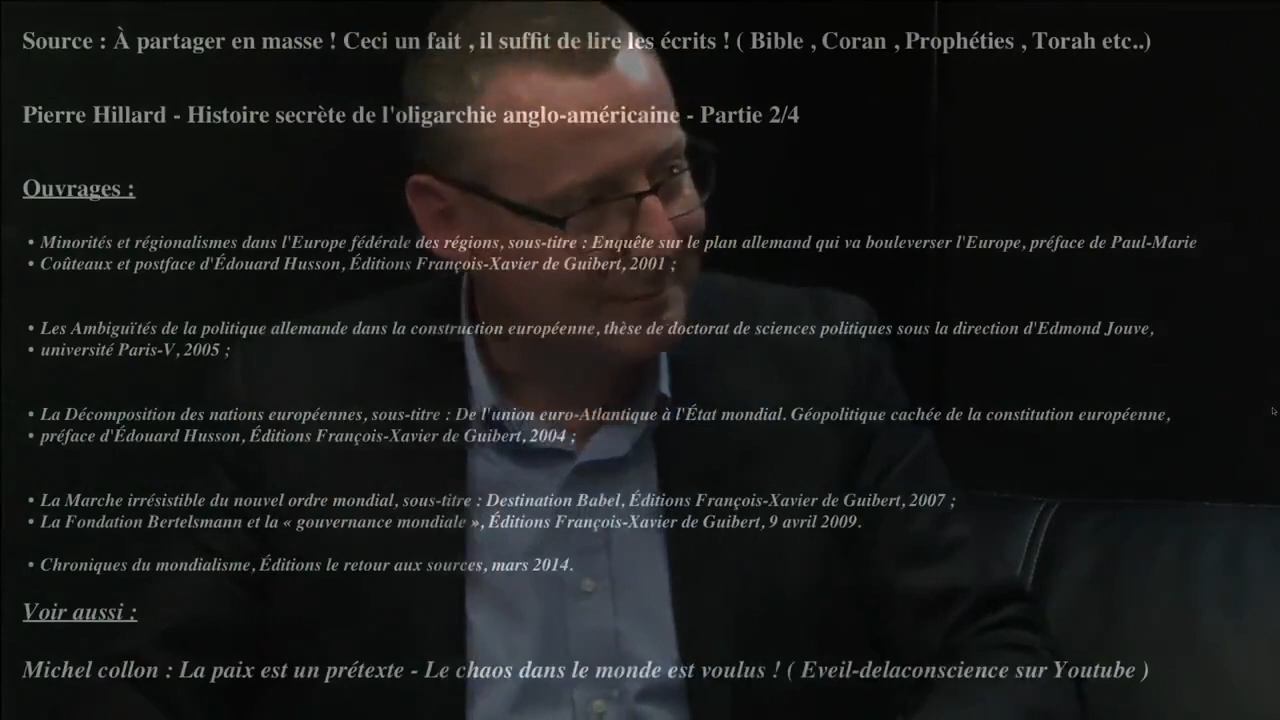 Source : À partager en masse ! Ceci un fait , il suffit de lire les écrits ! ( Bible , Coran , Prophéties , Torah etc..)
Pierre Hillard - Histoire secrète de l'oligarchie anglo-américaine - Partie 2/4
Ouvrages :
• Minorités et régionalismes dans l'Europe fédérale des régions, sous-titre : Enquête sur le plan allemand qui va bouleverser l'Europe, préface de Paul-Marie
• Coûteaux et postface d'Édouard Husson, Éditions François-Xavier de Guibert, 2001 ;
• Les Ambiguïtés de la politique allemande dans la construction européenne, thèse de doctorat de sciences politiques sous la direction d'Edmond Jouve,
• université Paris-V, 2005 ;
• La Décomposition des nations européennes, sous-titre : De l'union euro-Atlantique à l'État mondial. Géopolitique cachée de la constitution européenne,
• préface d'Édouard Husson, Éditions François-Xavier de Guibert, 2004 ;
• La Marche irrésistible du nouvel ordre mondial, sous-titre : Destination Babel, Éditions François-Xavier de Guibert, 2007 ;
• La Fondation Bertelsmann et la « gouvernance mondiale », Éditions François-Xavier de Guibert, 9 avril 2009.
• Chroniques du mondialisme, Éditions le retour aux sources, mars 2014.
Voir aussi :
Michel collon : La paix est un prétexte - Le chaos dans le monde est voulus ! ( Eveil-delaconscience sur Youtube )